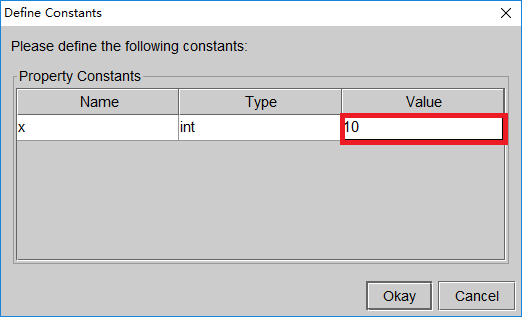 Define Constants
Please define the following constants:
Property Constants
Name Type Value
x int 10
Okay Cancel